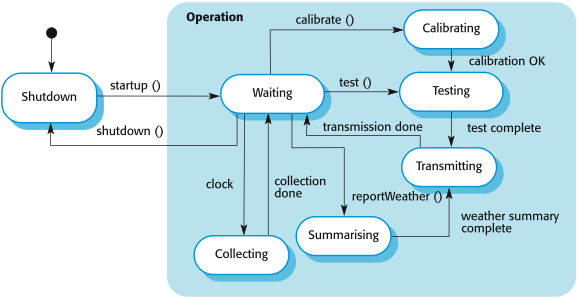 Operation
calibrate ()
Calibrating
calibration OK
Shutdown
startup ()
Waiting
test ()
Testing
shutdown ()
transmission done
test complete
Transmitting
clock
collection
done
reportWeather ()
weather summary
complete
Collecting
Summarising